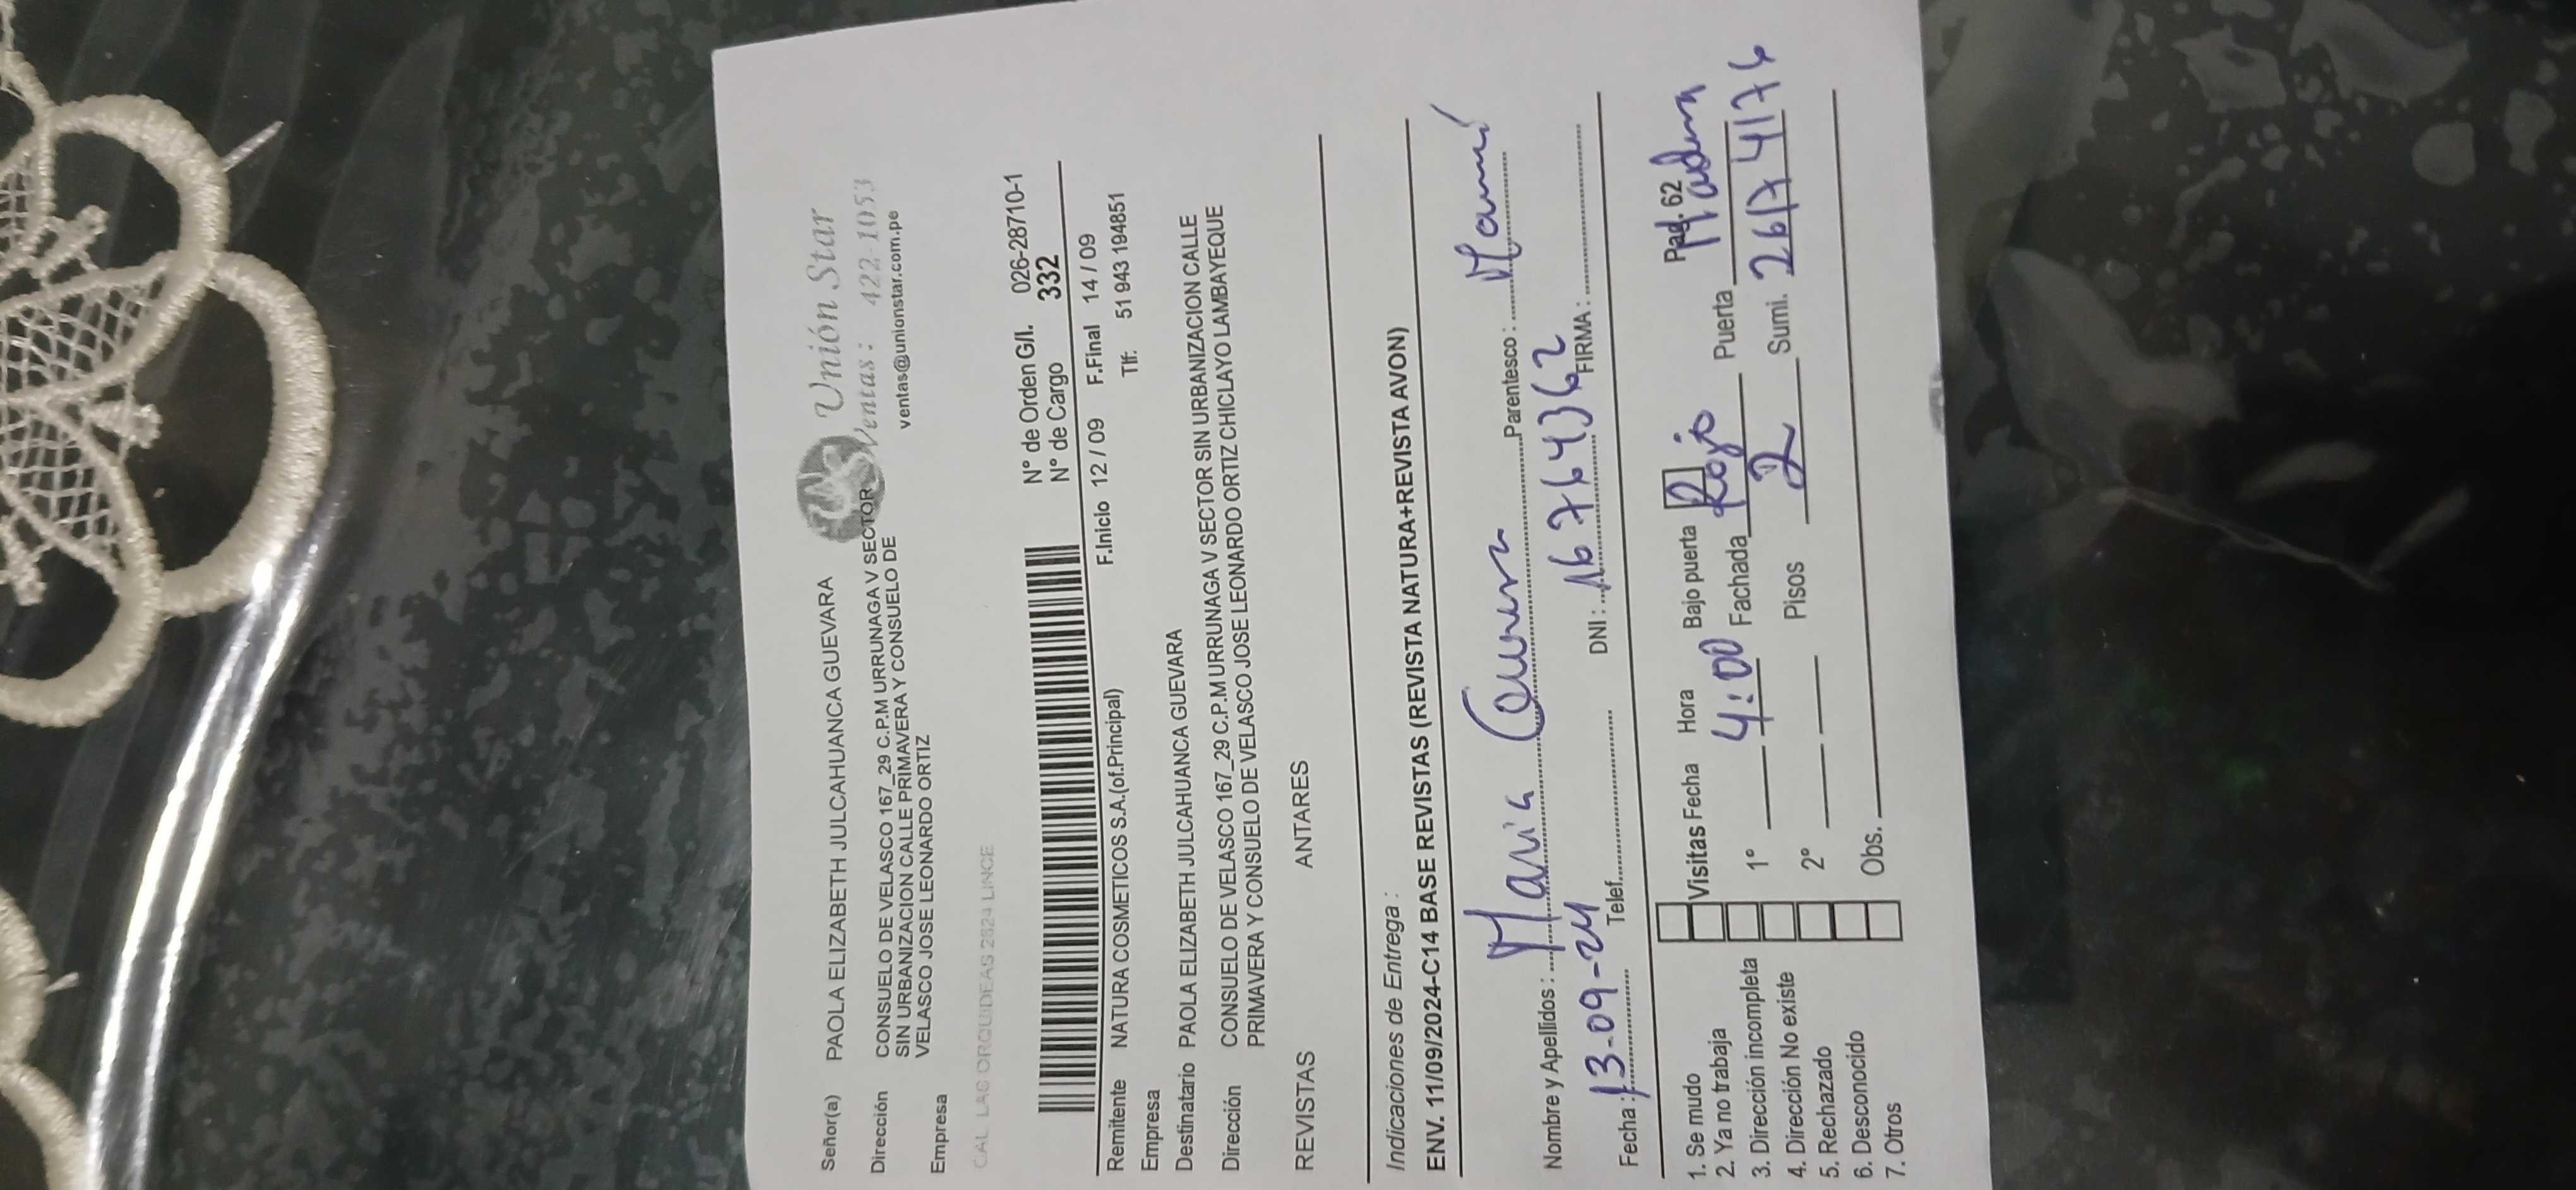 Unión Star
Ventas: 422-1053
ventas@unionstar.com.pe
Señor(a) PAOLA ELIZABETH JULCAHUANCA GUEVARA
Dirección CONSUELO DE VELASCO 167_29 C.P.M URRUNAGA V SECTOR
SIN URBANIZACION CALLE PRIMAVERA Y CONSUELO DE
VELASCO JOSE LEONARDO ORTIZ
Empresa
CAL. LAS ORQUIDEAS 2624 LINCE
N° de Orden G/I. 026-28710-1
N° de Cargo 332
F.Inicio 12 / 09 F.Final 14 / 09
Remitente NATURA COSMETICOS S.A.(of.Principal) Tlf: 51 943 194851
Empresa
Destinatario PAOLA ELIZABETH JULCAHUANCA GUEVARA
Dirección CONSUELO DE VELASCO 167_29 C.P.M URRUNAGA V SECTOR SIN URBANIZACION CALLE
PRIMAVERA Y CONSUELO DE VELASCO JOSE LEONARDO ORTIZ CHICLAYO LAMBAYEQUE
REVISTAS ANTARES
Indicaciones de Entrega :
ENV. 11/09/2024-C14 BASE REVISTAS (REVISTA NATURA+REVISTA AVON)
Nombre y Apellidos : Maria Parentesco : Mamá
Fecha : 13-09-24 Telef. DNI : 16764362 FIRMA :
Pag. 62
1. Se mudo Visitas Fecha Hora Bajo puerta
2. Ya no trabaja 1° 4:00 Fachada Rojo Puerta Madera
3. Dirección incompleta 2° Pisos 2 Sumi. 26174176
4. Dirección No existe Obs.
5. Rechazado
6. Desconocido
7. Otros